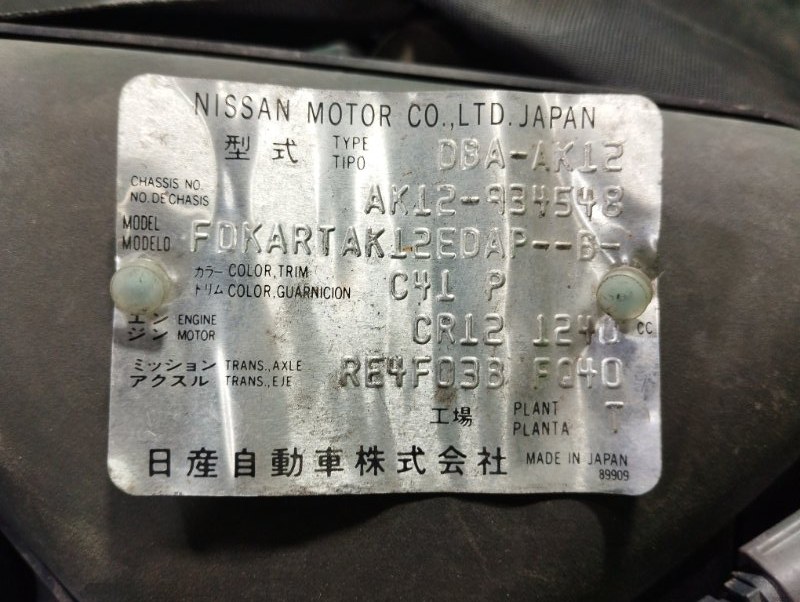 NISSAN MOTOR CO.,LTD. JAPAN
型式 TYPE TIPO DBA-AK12
CHASSIS NO. NO. DE CHASIS AK12-934548
MODEL MODELO FDKARTAK12EDAP--B-
カラー COLOR,TRIM
トリム COLOR,GUARNICION C41 P
エン ENGINE
ジン MOTOR CR12 1240 CC
ミッション TRANS.,AXLE
アクスル TRANS.,EJE RE4F03B FQ40
工場 PLANT PLANTA
日産自動車株式会社 MADE IN JAPAN
89909